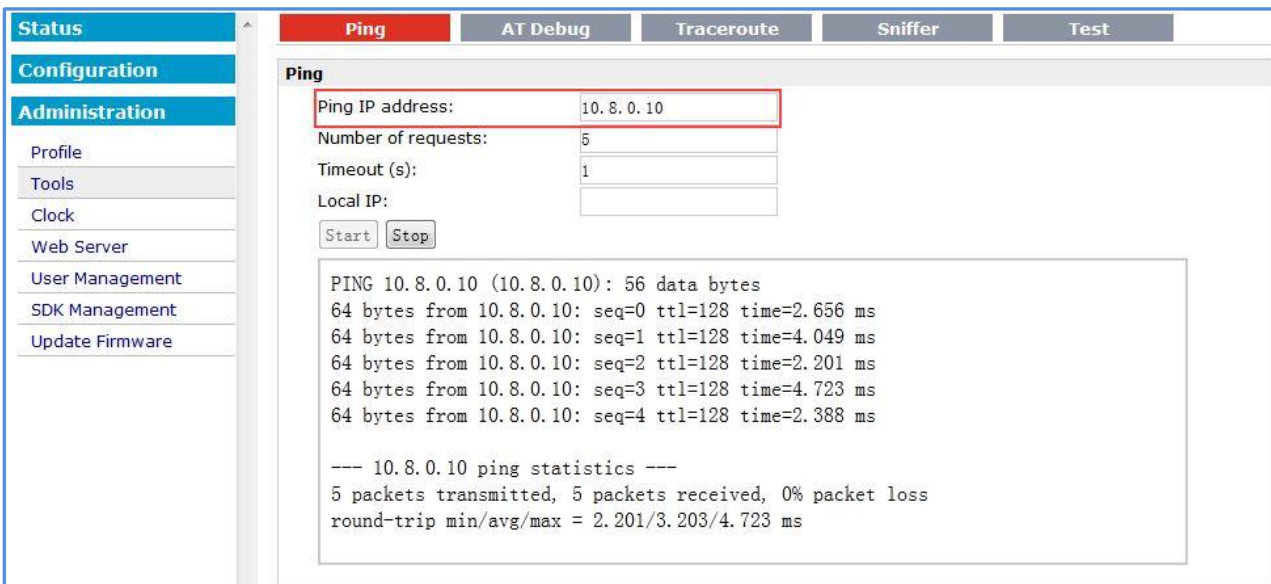 Status
Configuration
Administration
Profile
Tools
Clock
Web Server
User Management
SDK Management
Update Firmware
Ping AT Debug Traceroute Sniffer Test
Ping
Ping IP address: 10.8.0.10
Number of requests: 5
Timeout (s): 1
Local IP:
Start Stop
PING 10.8.0.10 (10.8.0.10): 56 data bytes
64 bytes from 10.8.0.10: seq=0 ttl=128 time=2.656 ms
64 bytes from 10.8.0.10: seq=1 ttl=128 time=4.049 ms
64 bytes from 10.8.0.10: seq=2 ttl=128 time=2.201 ms
64 bytes from 10.8.0.10: seq=3 ttl=128 time=4.723 ms
64 bytes from 10.8.0.10: seq=4 ttl=128 time=2.388 ms
--- 10.8.0.10 ping statistics ---
5 packets transmitted, 5 packets received, 0% packet loss
round-trip min/avg/max = 2.201/3.203/4.723 ms